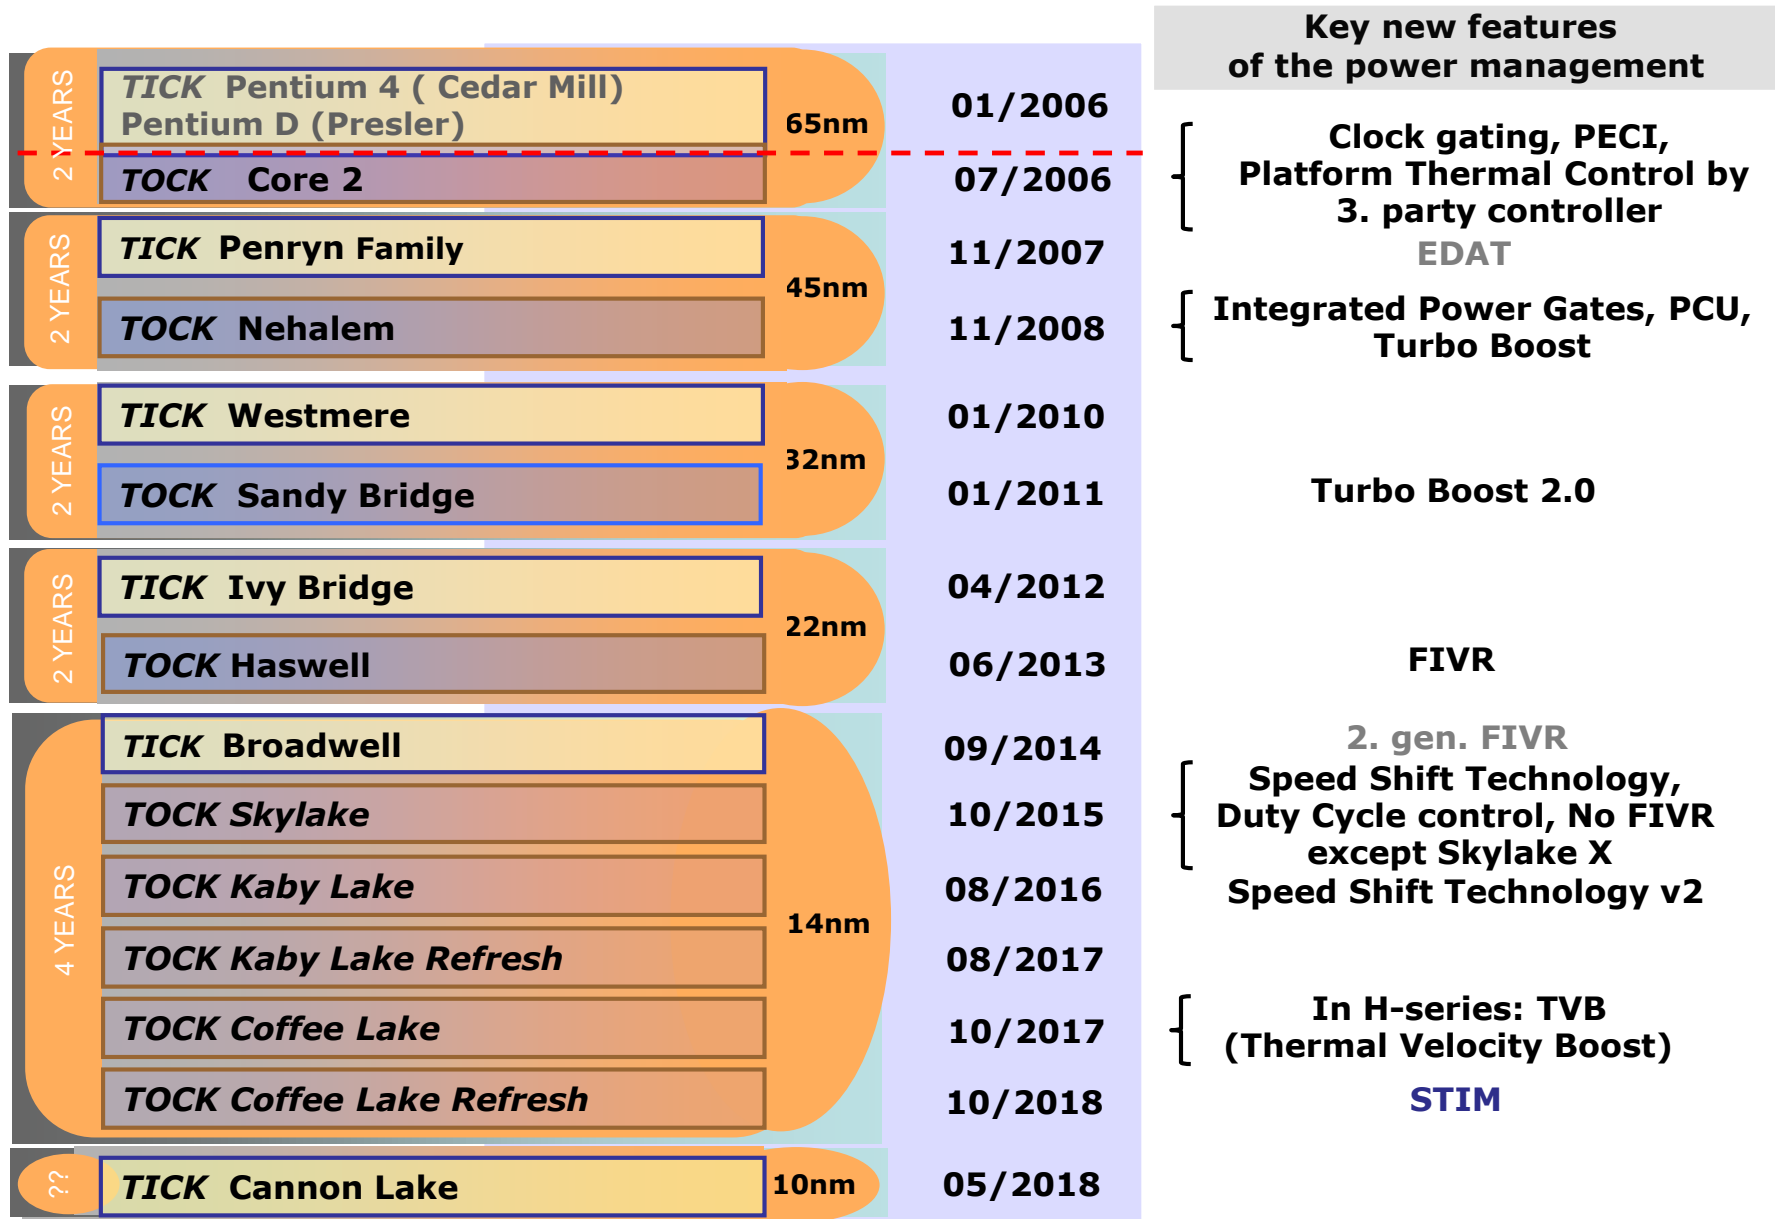 Key new features
of the power management
2 YEARS
TICK Pentium 4 ( Cedar Mill)
Pentium D (Presler)
65nm
01/2006
TOCK Core 2
07/2006
Clock gating, PECI,
Platform Thermal Control by
3. party controller
2 YEARS
TICK Penryn Family
45nm
11/2007
EDAT
TOCK Nehalem
11/2008
Integrated Power Gates, PCU,
Turbo Boost
2 YEARS
TICK Westmere
32nm
01/2010
TOCK Sandy Bridge
01/2011
Turbo Boost 2.0
2 YEARS
TICK Ivy Bridge
22nm
04/2012
TOCK Haswell
06/2013
FIVR
4 YEARS
TICK Broadwell
14nm
09/2014
2. gen. FIVR
TOCK Skylake
10/2015
Speed Shift Technology,
Duty Cycle control, No FIVR
except Skylake X
TOCK Kaby Lake
08/2016
Speed Shift Technology v2
TOCK Kaby Lake Refresh
08/2017
TOCK Coffee Lake
10/2017
In H-series: TVB
(Thermal Velocity Boost)
TOCK Coffee Lake Refresh
10/2018
STIM
??
TICK Cannon Lake
10nm
05/2018